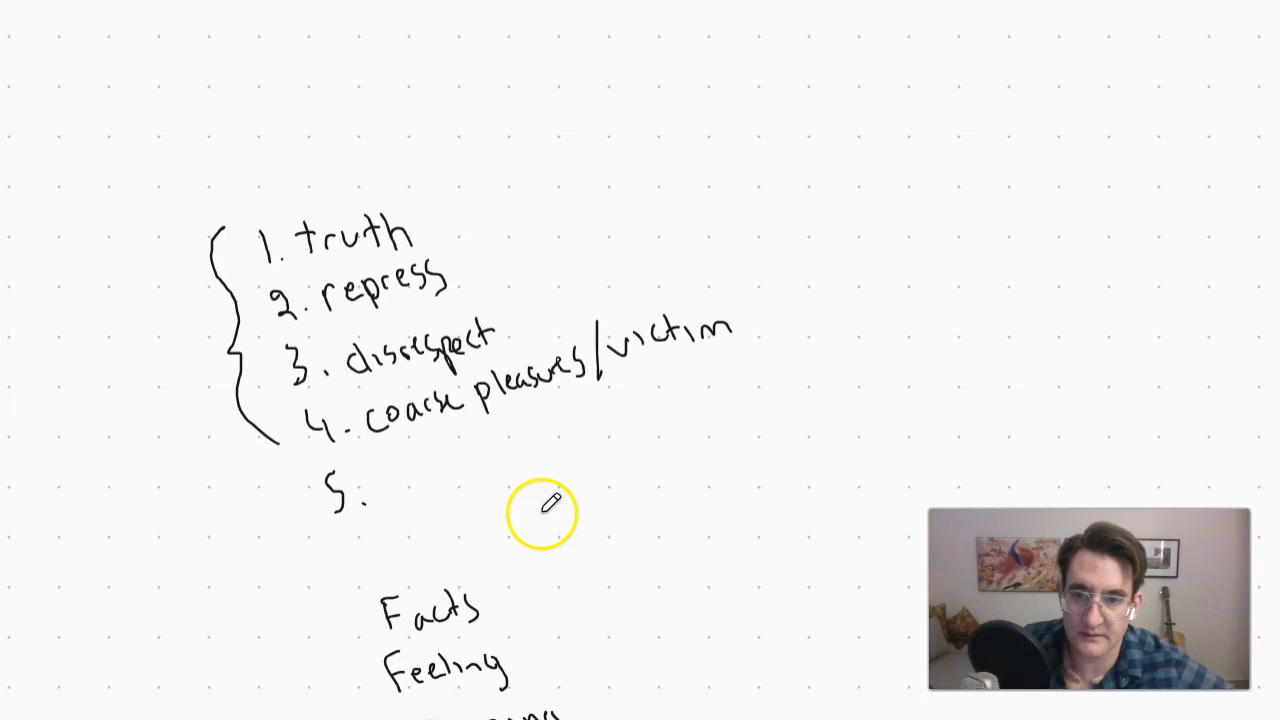 1. truth
2. repress
3. disrespect
4. coarse pleasures/victim
5.
Facts
Feeling